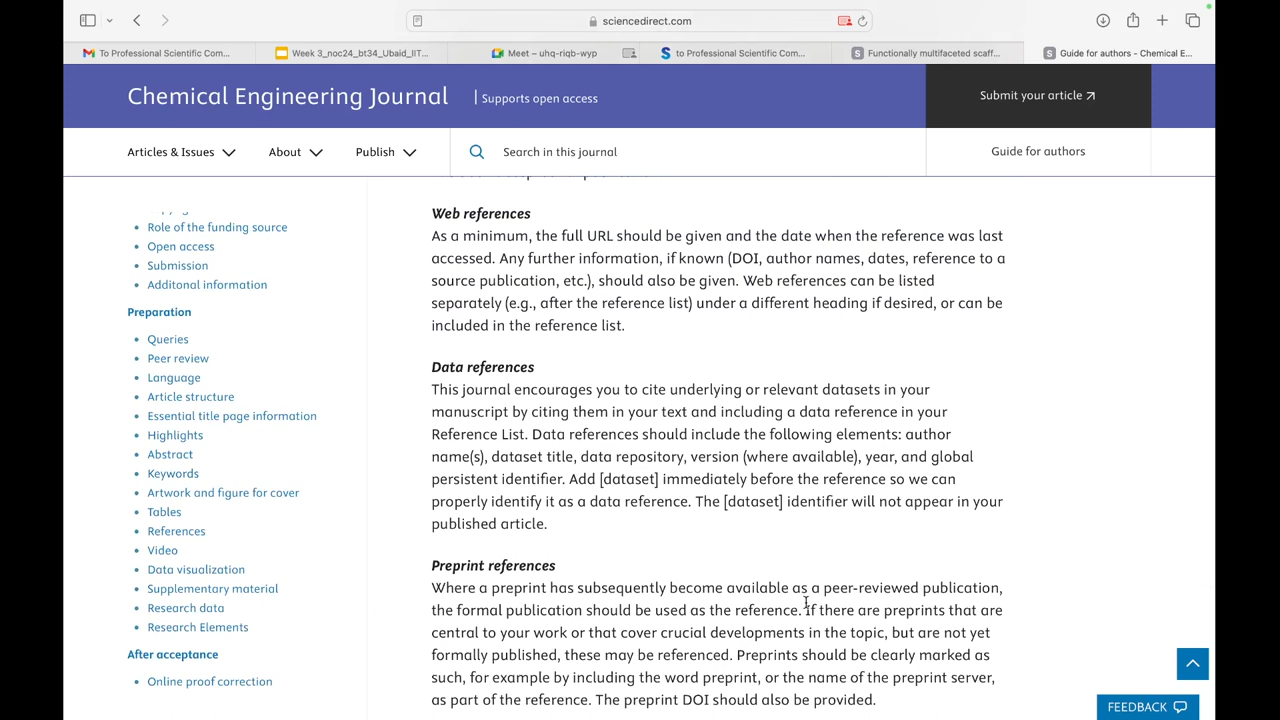 sciencedirect.com
To Professional Scientific Com...
Week 3_noc24_bt34_Ubaid_IIT...
Meet – uhq-riqb-wyp
to Professional Scientific Com...
Functionally multifaceted scaff...
Guide for authors - Chemical E...
Chemical Engineering Journal
Supports open access
Submit your article
Articles & Issues
About
Publish
Search in this journal
Guide for authors
Role of the funding source
Open access
Submission
Additonal information
Preparation
Queries
Peer review
Language
Article structure
Essential title page information
Highlights
Abstract
Keywords
Artwork and figure for cover
Tables
References
Video
Data visualization
Supplementary material
Research data
Research Elements
After acceptance
Online proof correction
Web references
As a minimum, the full URL should be given and the date when the reference was last
accessed. Any further information, if known (DOI, author names, dates, reference to a
source publication, etc.), should also be given. Web references can be listed
separately (e.g., after the reference list) under a different heading if desired, or can be
included in the reference list.
Data references
This journal encourages you to cite underlying or relevant datasets in your
manuscript by citing them in your text and including a data reference in your
Reference List. Data references should include the following elements: author
name(s), dataset title, data repository, version (where available), year, and global
persistent identifier. Add [dataset] immediately before the reference so we can
properly identify it as a data reference. The [dataset] identifier will not appear in your
published article.
Preprint references
Where a preprint has subsequently become available as a peer-reviewed publication,
the formal publication should be used as the reference. If there are preprints that are
central to your work or that cover crucial developments in the topic, but are not yet
formally published, these may be referenced. Preprints should be clearly marked as
such, for example by including the word preprint, or the name of the preprint server,
as part of the reference. The preprint DOI should also be provided.
FEEDBACK